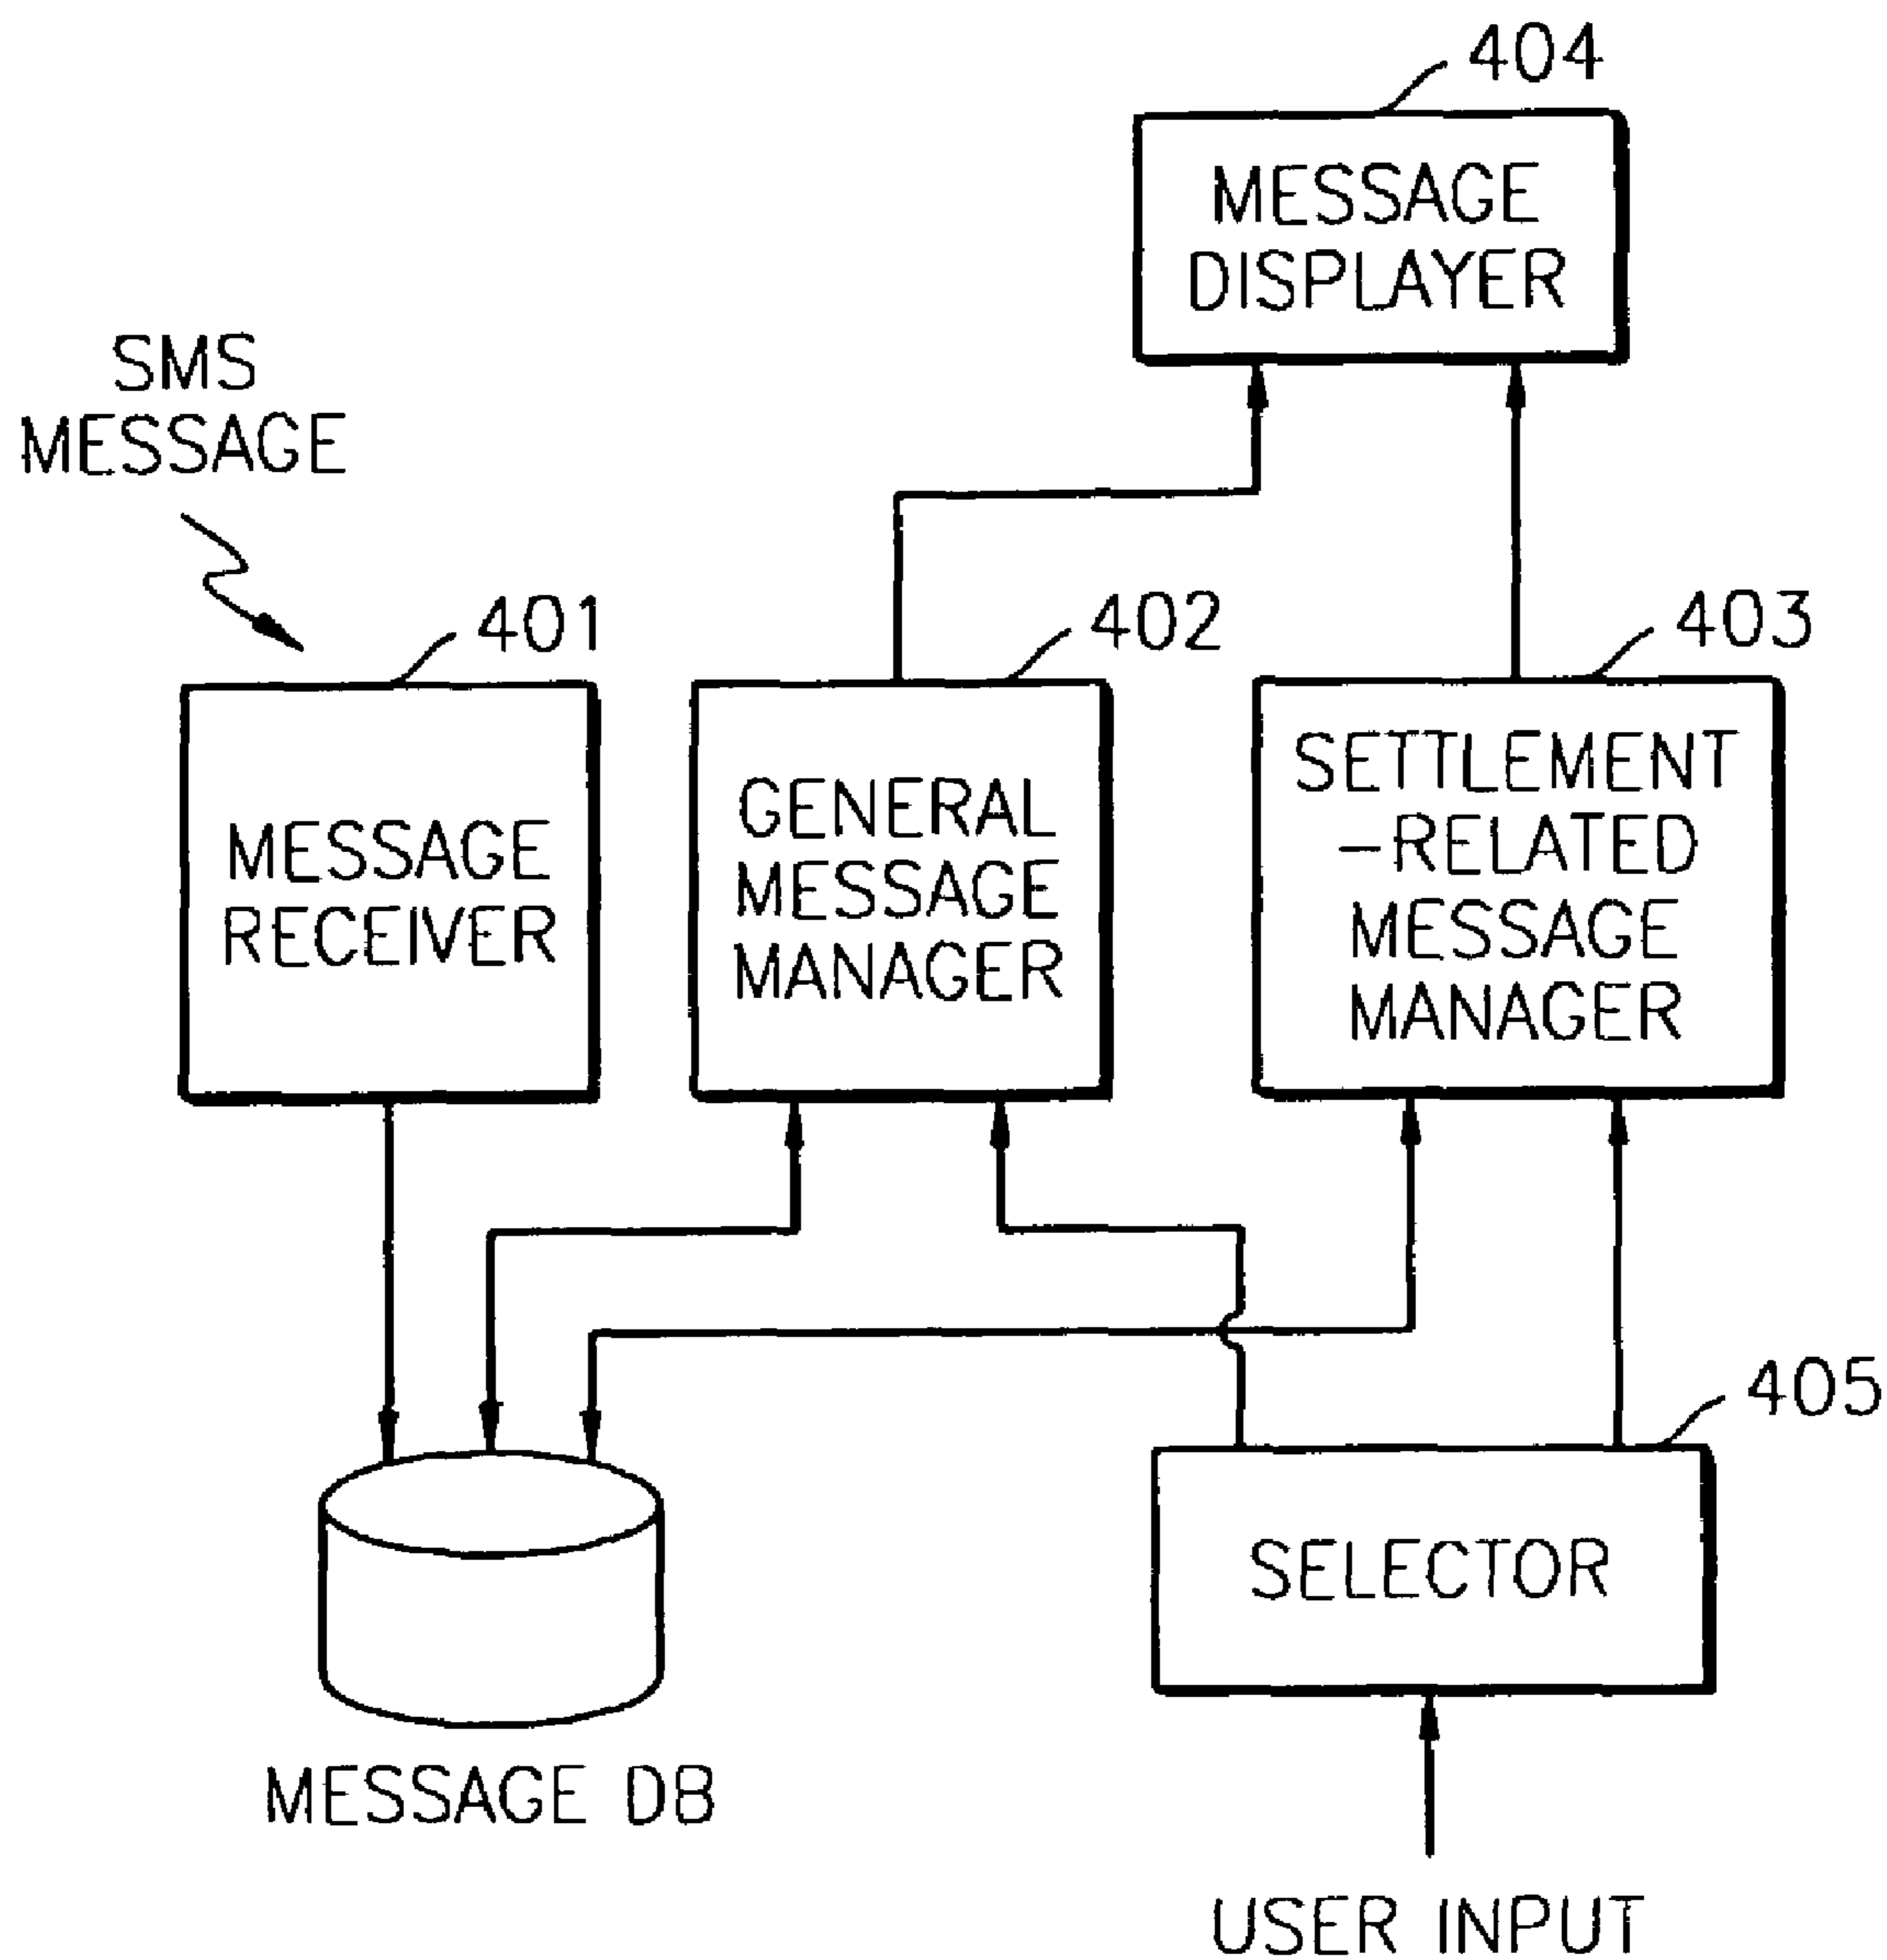 404
MESSAGE
DISPLAYER
SMS
MESSAGE
401
402
403
MESSAGE
RECEIVER
GENERAL
MESSAGE
MANAGER
SETTLEMENT
-RELATED
MESSAGE
MANAGER
405
SELECTOR
MESSAGE DB
USER INPUT